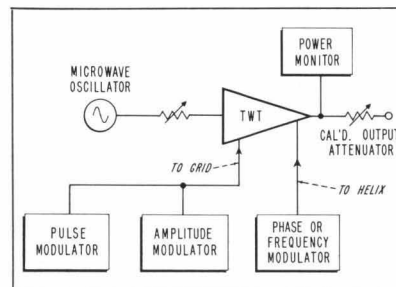 POWER
MONITOR
MICROWAVE
OSCILLATOR
TWT
CAL'D. OUTPUT
ATTENUATOR
TO GRID
TO HELIX
PULSE
MODULATOR
AMPLITUDE
MODULATOR
PHASE OR
FREQUENCY
MODULATOR